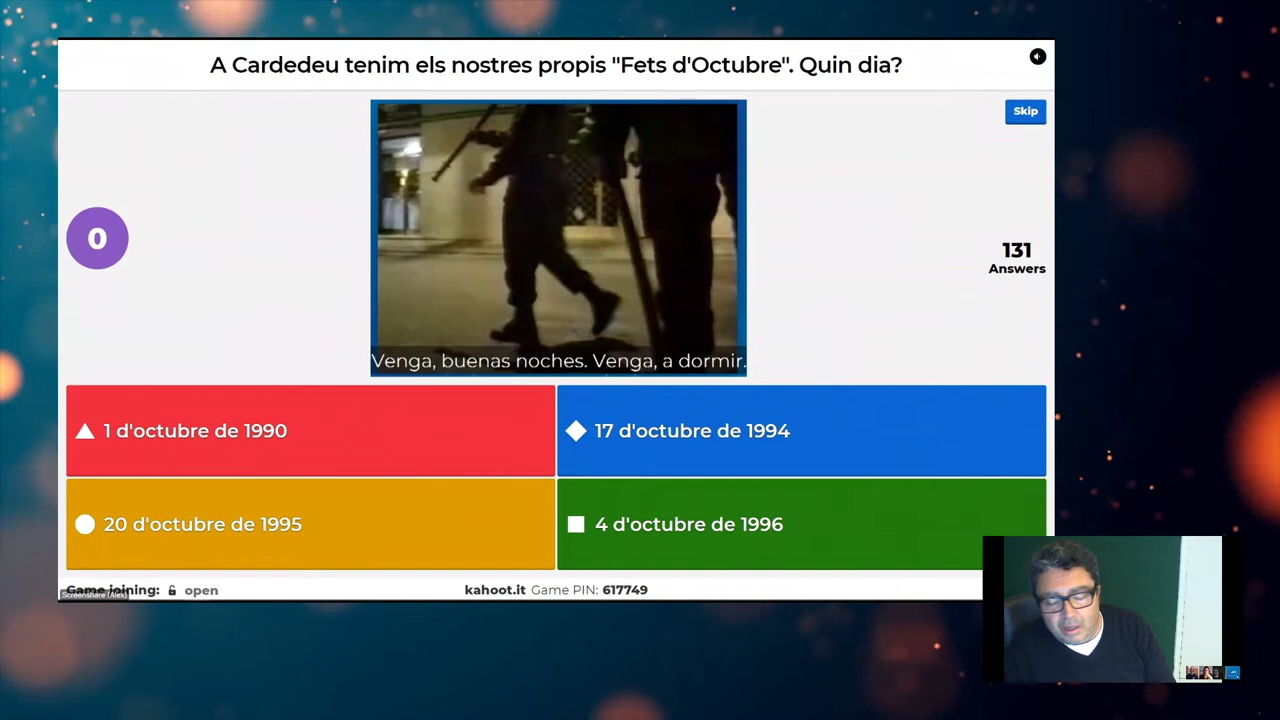 A Cardedeu tenim els nostres propis "Fets d'Octubre". Quin dia?
Skip
0
131
Answers
Venga, buenas noches. Venga, a dormir.
1 d'octubre de 1990
17 d'octubre de 1994
20 d'octubre de 1995
4 d'octubre de 1996
Game joining: open
kahoot.it Game PIN: 617749
Screenshare (Alex)